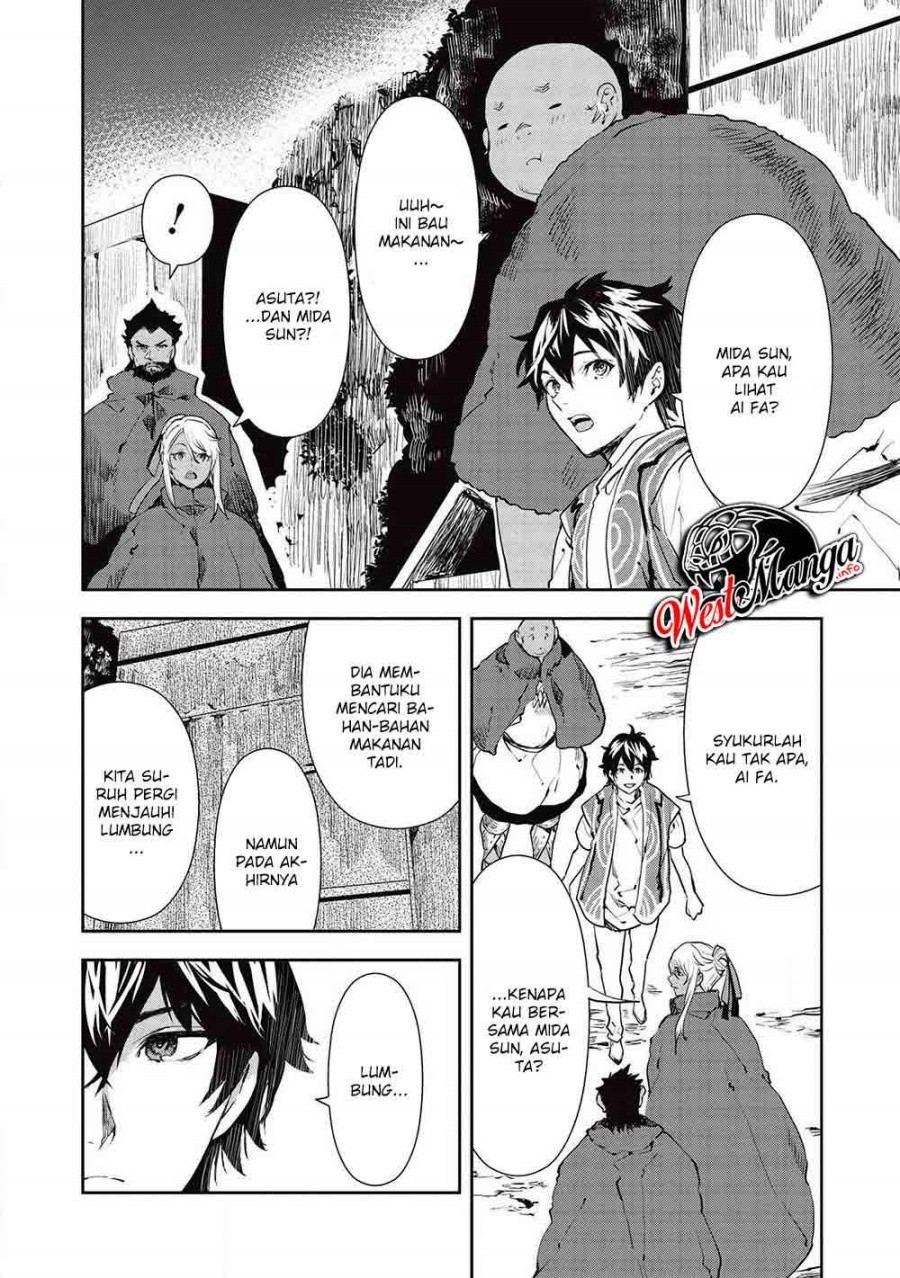 MIDA SUN,
APA KAU
LIHAT
AI FA?
UUH~
INI BAU
MAKANAN~
...
ASUTA?!
...DAN MIDA
SUN?!
!
WestManga
.info
SYUKURLAH
KAU TAK APA,
AI FA.
...KENAPA
KAU BER-
SAMA MIDA
SUN, ASU-
TA?
DIA MEM-
BANTUKU
MENCARI BA-
HAN-BAHAN
MAKANAN
TADI.
NAMUN
PADA AK-
HIRNYA
KITA SU-
RUH PERGI
MENJAUHI
LUMBUNG
...
LUM-
BUNG...